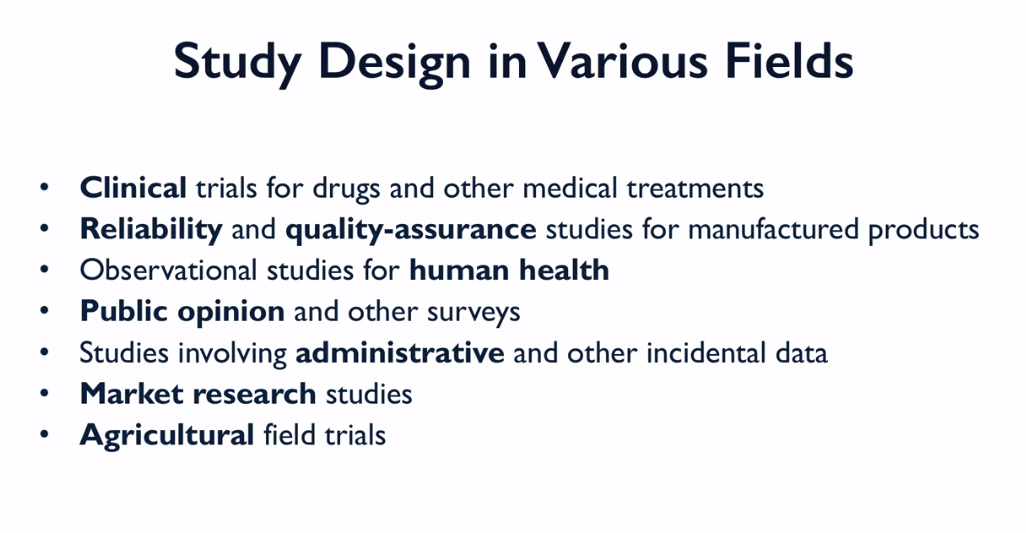 Study Design in Various Fields
• Clinical trials for drugs and other medical treatments
• Reliability and quality-assurance studies for manufactured products
• Observational studies for human health
• Public opinion and other surveys
• Studies involving administrative and other incidental data
• Market research studies
• Agricultural field trials